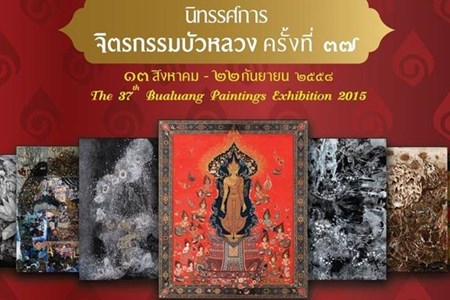 นิทรรศการ
จิตรกรรมบัวหลวง ครั้งที่ ๓๗
๑๓ สิงหาคม - ๒๒ กันยายน ๒๕๕๘
The 37th Bualuang Paintings Exhibition 2015